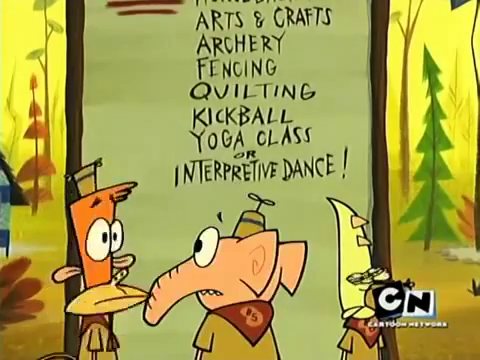 ARTS & CRAFTS
ARCHERY
FENCING
QUILTING
KICKBALL
YOGA CLASS
OR
INTERPRETIVE DANCE!
CN
CARTOON NETWORK